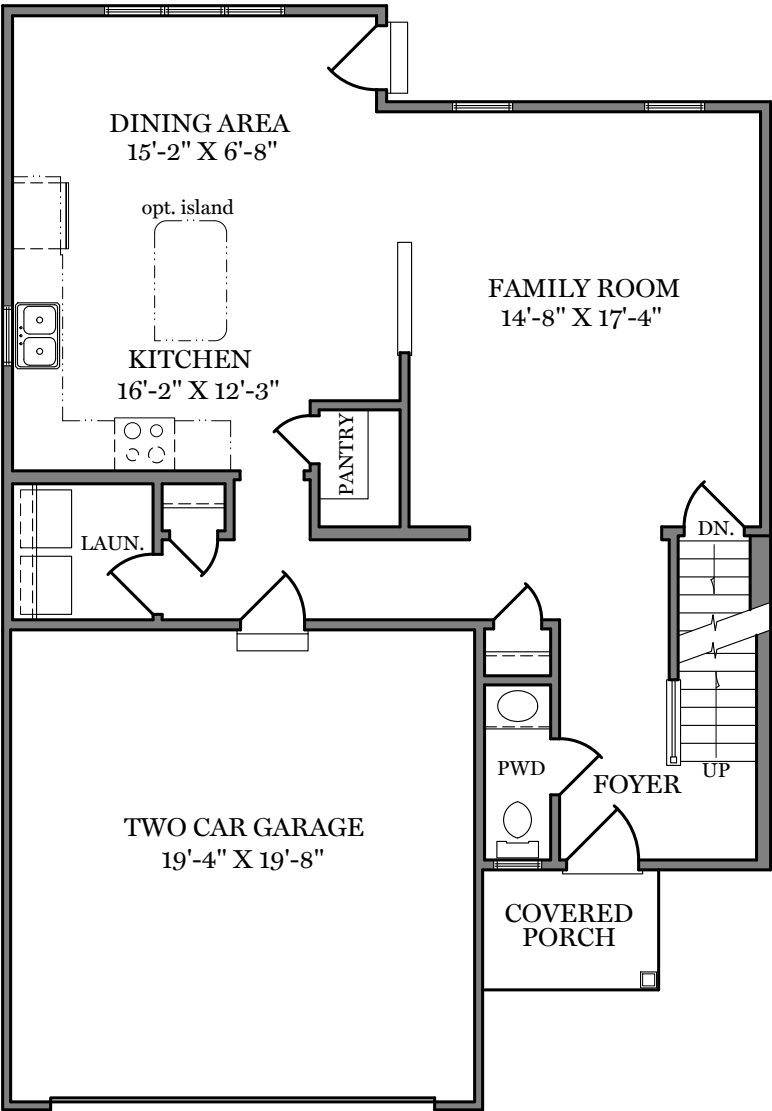 DINING AREA
15'-2" X 6'-8"
opt. island
FAMILY ROOM
14'-8" X 17'-4"
KITCHEN
16'-2" X 12'-3"
PANTRY
LAUN.
DN.
PWD
UP
FOYER
TWO CAR GARAGE
19'-4" X 19'-8"
COVERED
PORCH